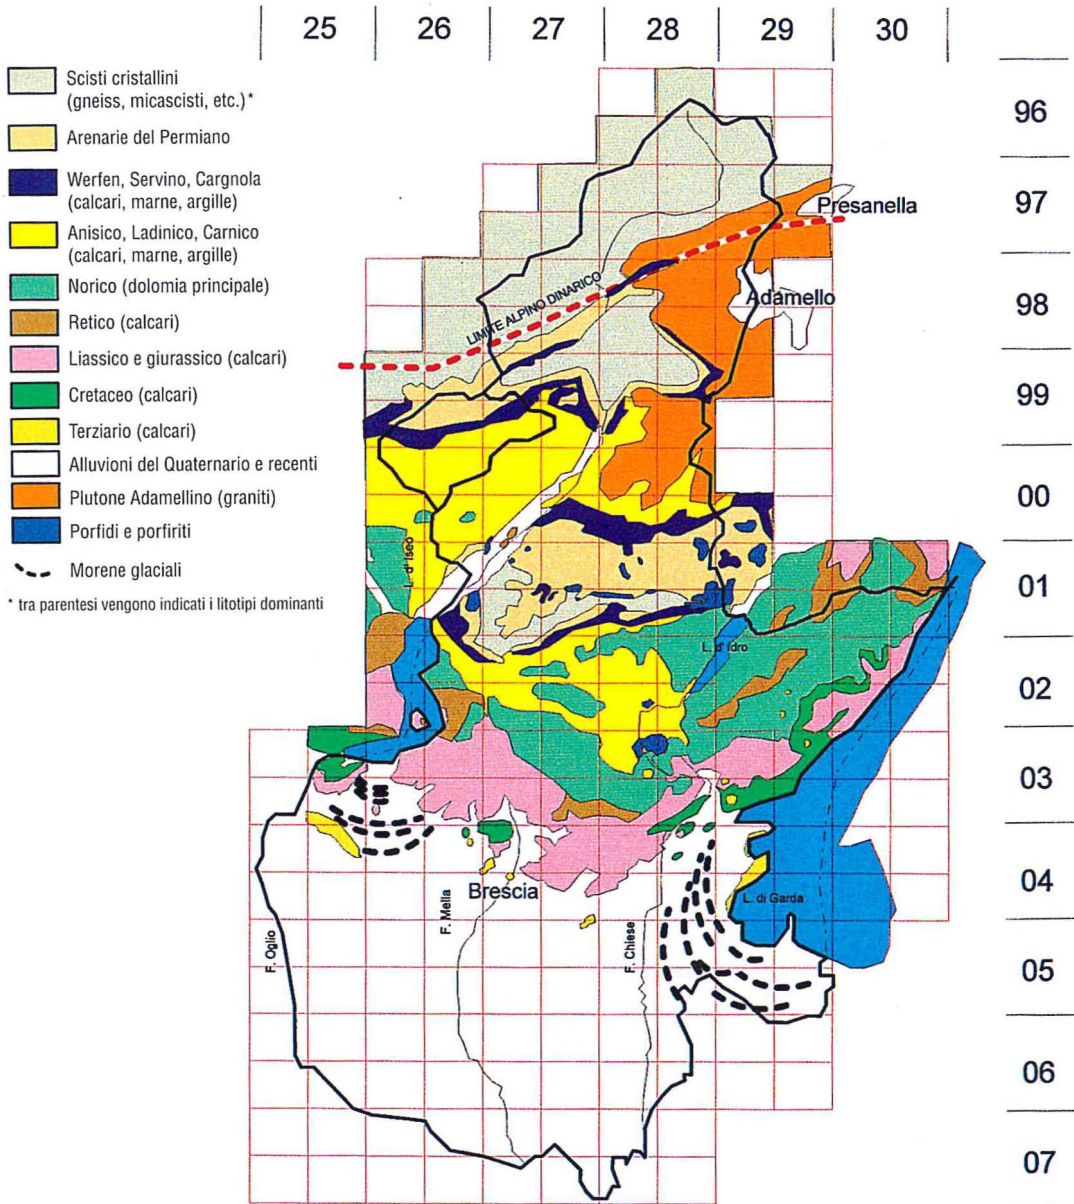 25 26 27 28 29 30
Scisti cristallini
(gneiss, micascisti, etc.)*
Arenarie del Permiano
Werfen, Servino, Cargnola
(calcari, marne, argille)
Anisico, Ladinico, Carnico
(calcari, marne, argille)
Norico (dolomia principale)
Retico (calcari)
Liassico e giurassico (calcari)
Cretaceo (calcari)
Terziario (calcari)
Alluvioni del Quaternario e recenti
Plutone Adamellino (graniti)
Porfidi e porfiriti
Morene glaciali
* tra parentesi vengono indicati i litotipi dominanti
96
97
98
99
00
01
02
03
04
05
06
07
Presanella
Adamello
LIMITE ALPINO DINARICO
L. d' Iseo
L. d' Idro
Brescia
L. di Garda
F. Mella
F. Oglio
F. Chiese